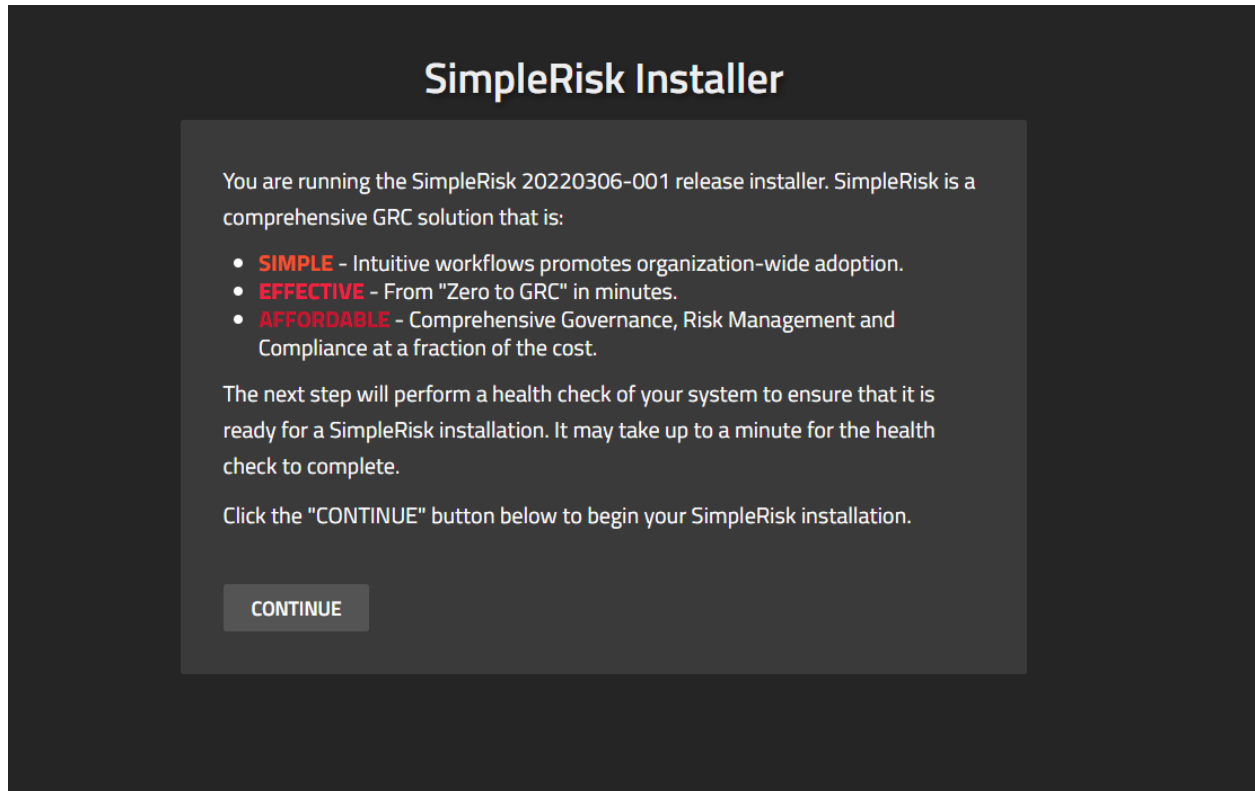 SimpleRisk Installer
You are running the SimpleRisk 20220306-001 release installer. SimpleRisk is a
comprehensive GRC solution that is:
• SIMPLE - Intuitive workflows promotes organization-wide adoption.
• EFFECTIVE - From "Zero to GRC" in minutes.
• AFFORDABLE - Comprehensive Governance, Risk Management and
Compliance at a fraction of the cost.
The next step will perform a health check of your system to ensure that it is
ready for a SimpleRisk installation. It may take up to a minute for the health
check to complete.
Click the "CONTINUE" button below to begin your SimpleRisk installation.
CONTINUE